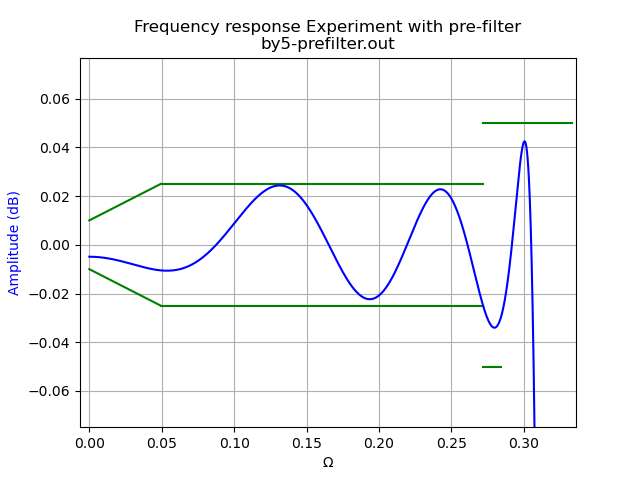 Frequency response Experiment with pre-filter
by5-prefilter.out
Amplitude (dB)
0.06
0.04
0.02
0.00
−0.02
−0.04
−0.06
0.00 0.05 0.10 0.15 0.20 0.25 0.30
Ω